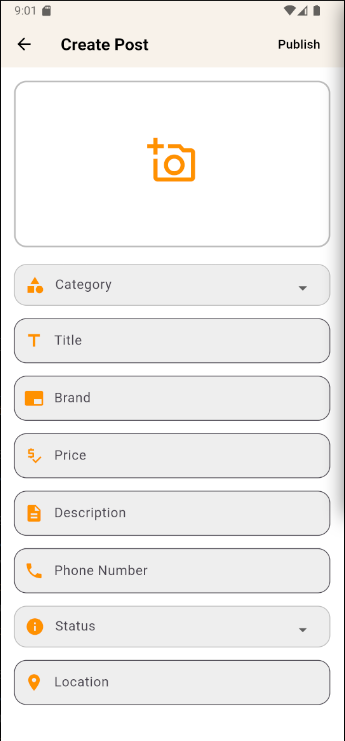 9:01
Create Post
Publish
Category
Title
Brand
Price
Description
Phone Number
Status
Location